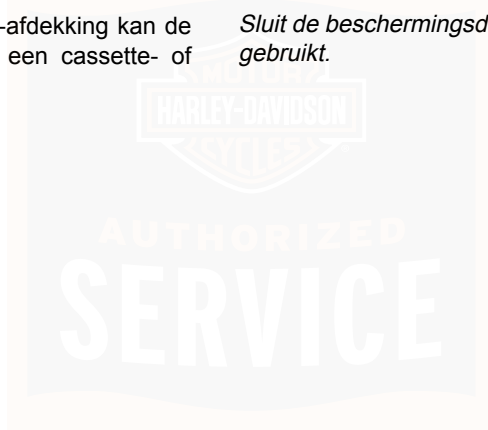 -afdekking kan de
een cassette- of
Sluit de beschermingsd
gebruikt.
MOTOR
HARLEY-DAVIDSON
CYCLES
AUTHORIZED
SERVICE